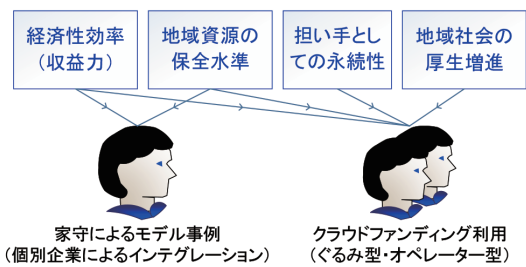 経済性効率
（収益力）
地域資源の
保全水準
担い手とし
ての永続性
地域社会の
厚生増進
家守によるモデル事例
（個別企業によるインテグレーション）
クラウドファンディング利用
（ぐるみ型・オペレーター型）